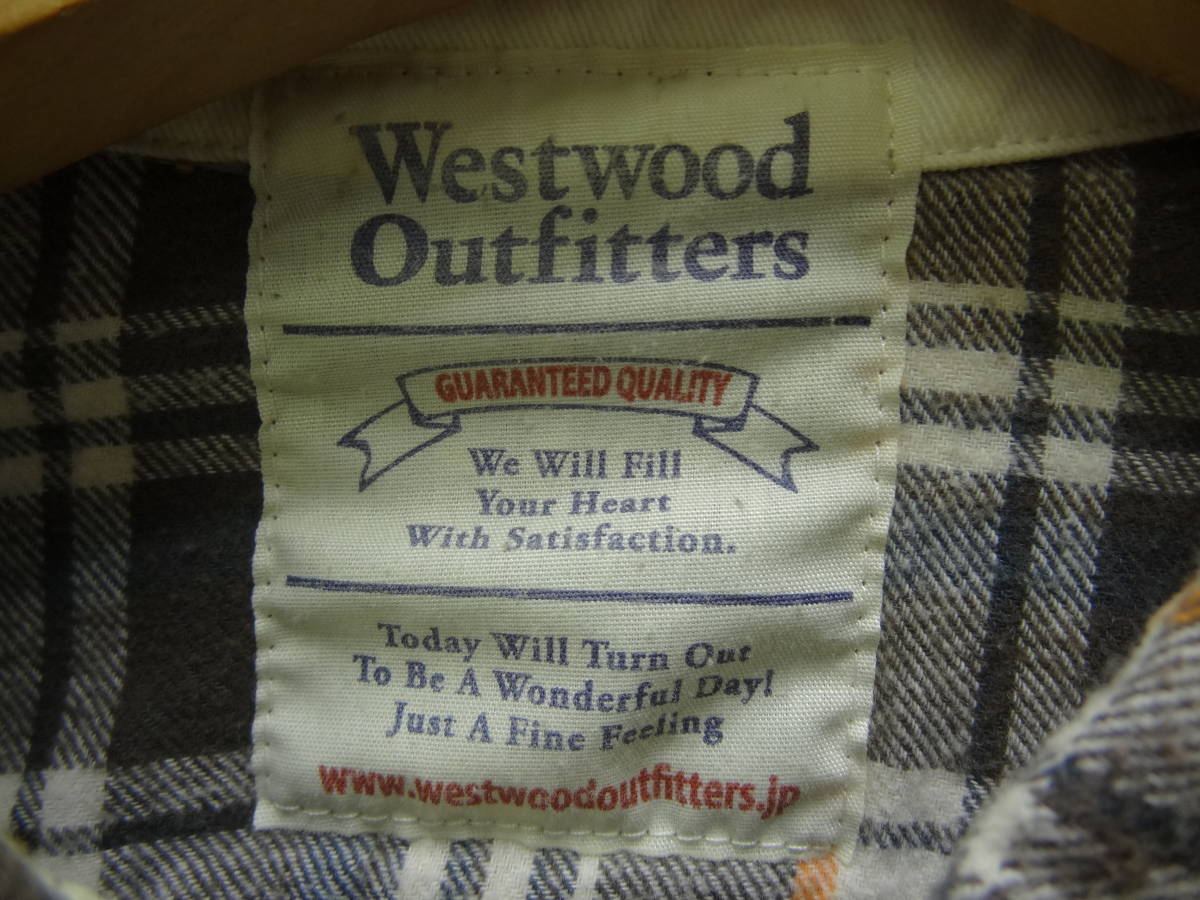 Westwood
Outfitters
GUARANTEED QUALITY
We Will Fill
Your Heart
With Satisfaction.
Today Will Turn Out
To Be A Wonderful Day!
Just A Fine Feeling
www.westwoodoutfitters.jp